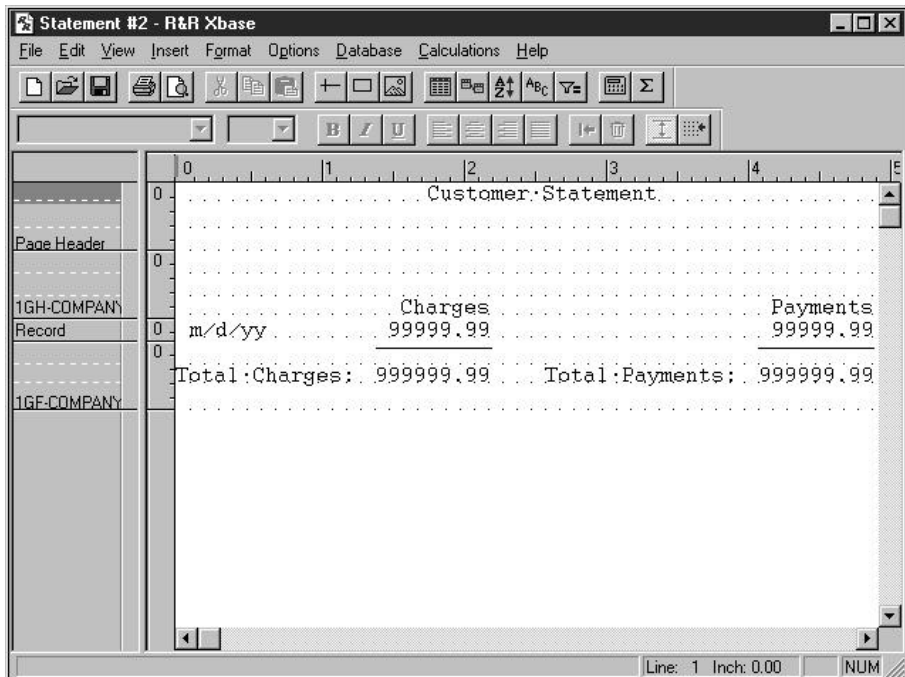 Statement #2 - R&R Xbase
File Edit View Insert Format Options Database Calculations Help
ABC
Σ
B I U
0 1 2 3 4 5
0 Customer Statement
Page Header
0
1GH-COMPANY Charges Payments
Record 0 m/d/yy 99999.99 99999.99
0
Total Charges: 999999.99 Total Payments: 999999.99
1GF-COMPANY
Line: 1 Inch: 0.00 NUM